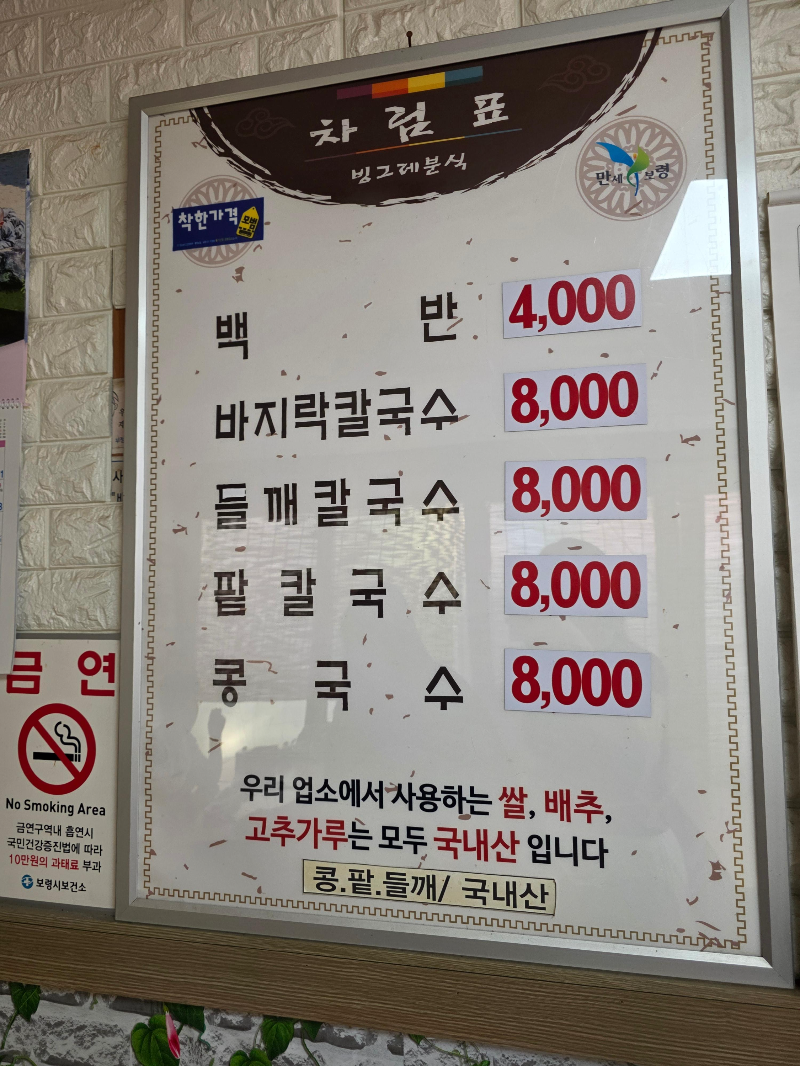 차림표
빙그레분식
착한가격
모범
만세 보령
백반 4,000
바지락칼국수 8,000
들깨칼국수 8,000
팥칼국수 8,000
콩국수 8,000
우리 업소에서 사용하는 쌀, 배추,
고추가루는 모두 국내산 입니다
콩.팥.들깨/ 국내산
금연
No Smoking Area
금연구역내 흡연시
국민건강증진법에 따라
10만원의 과태료 부과
보령시보건소